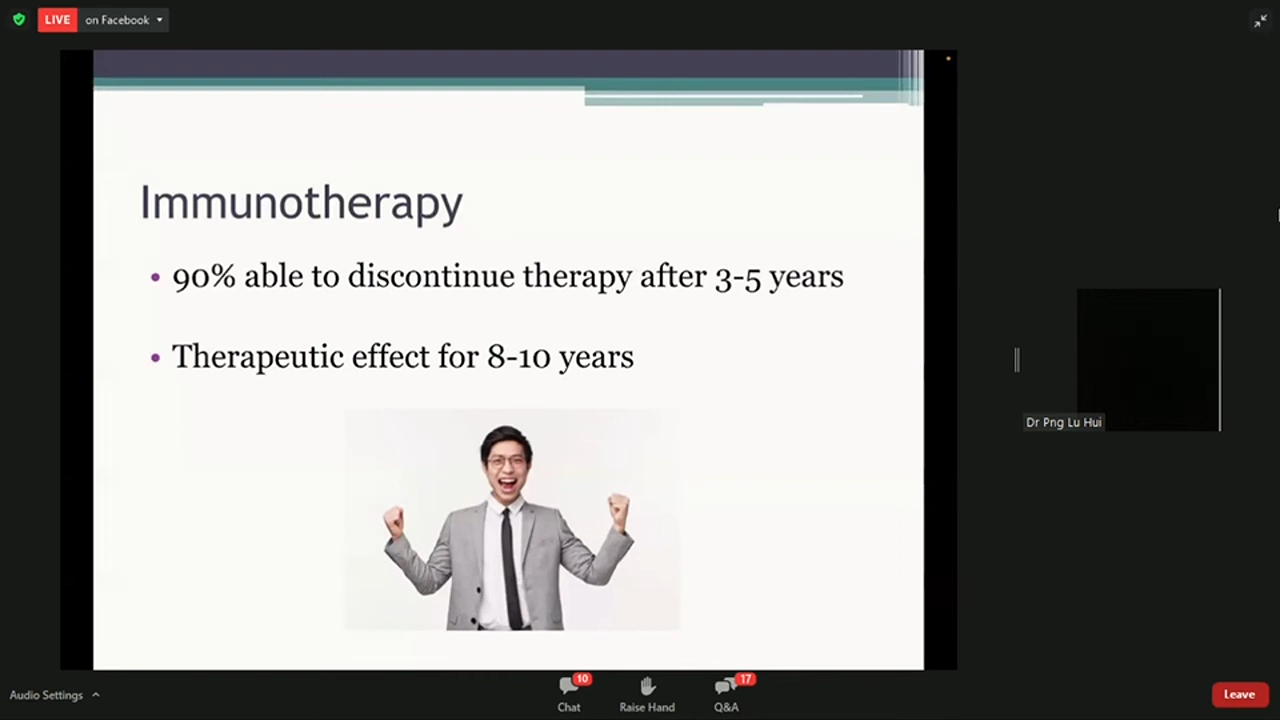 LIVE on Facebook
Immunotherapy
• 90% able to discontinue therapy after 3-5 years
• Therapeutic effect for 8-10 years
Dr Png Lu Hui
Audio Settings
10
Chat
Raise Hand
17
Q&A
Leave